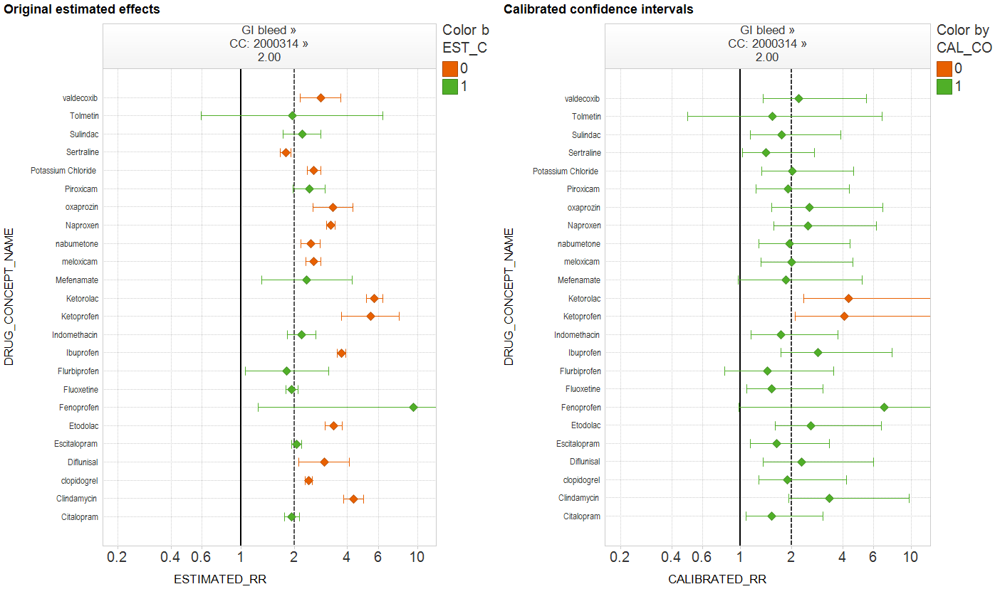 Original estimated effects
GI bleed »
CC: 2000314 »
2.00
Color b
EST_C
0
1
DRUG_CONCEPT_NAME
valdecoxib
Tolmetin
Sulindac
Sertraline
Potassium Chloride
Piroxicam
oxaprozin
Naproxen
nabumetone
meloxicam
Mefenamate
Ketorolac
Ketoprofen
Indomethacin
Ibuprofen
Flurbiprofen
Fluoxetine
Fenoprofen
Etodolac
Escitalopram
Diflunisal
clopidogrel
Clindamycin
Citalopram
0.2 0.4 0.6 1 2 4 6 10
ESTIMATED_RR
Calibrated confidence intervals
GI bleed »
CC: 2000314 »
2.00
Color by
CAL_CO
0
1
DRUG_CONCEPT_NAME
valdecoxib
Tolmetin
Sulindac
Sertraline
Potassium Chloride
Piroxicam
oxaprozin
Naproxen
nabumetone
meloxicam
Mefenamate
Ketorolac
Ketoprofen
Indomethacin
Ibuprofen
Flurbiprofen
Fluoxetine
Fenoprofen
Etodolac
Escitalopram
Diflunisal
clopidogrel
Clindamycin
Citalopram
0.2 0.4 0.6 1 2 4 6 10
CALIBRATED_RR